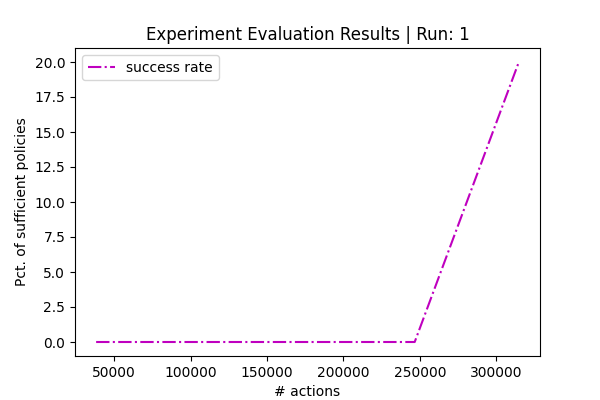 Experiment Evaluation Results | Run: 1
success rate
Pct. of sufficient policies
20.0
17.5
15.0
12.5
10.0
7.5
5.0
2.5
0.0
50000 100000 150000 200000 250000 300000
# actions